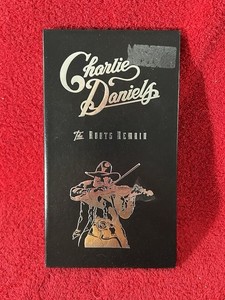 Charlie
Daniels
The ROOTS REMAIN